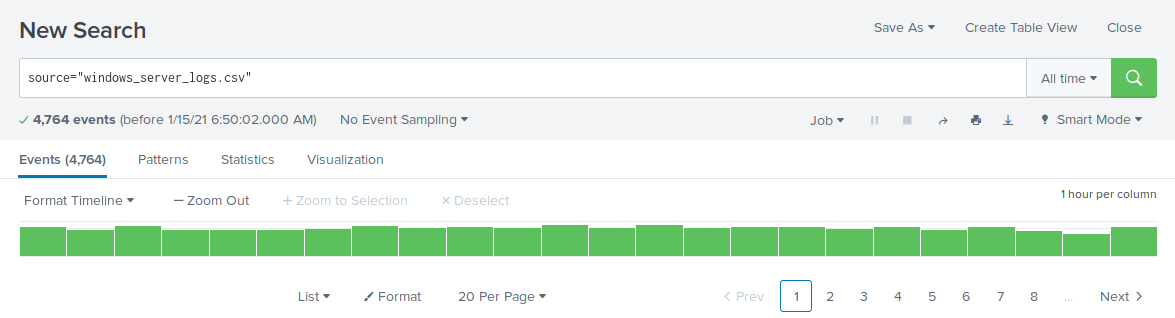 New Search
Save As Create Table View Close
source="windows_server_logs.csv" All time
4,764 events (before 1/15/21 6:50:02.000 AM) No Event Sampling Job Smart Mode
Events (4,764) Patterns Statistics Visualization
Format Timeline — Zoom Out + Zoom to Selection × Deselect 1 hour per column
List Format 20 Per Page < Prev 1 2 3 4 5 6 7 8 ... Next >